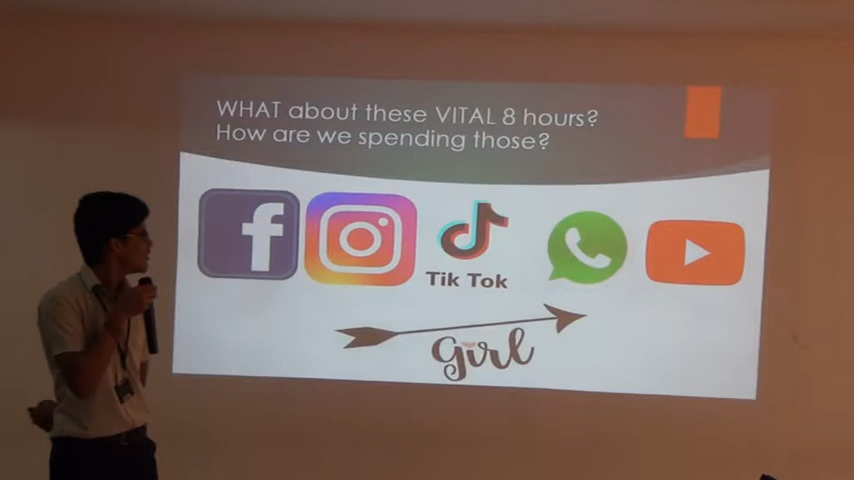 WHAT about these VITAL 8 hours?
How are we spending those?
f
Tik Tok
girl